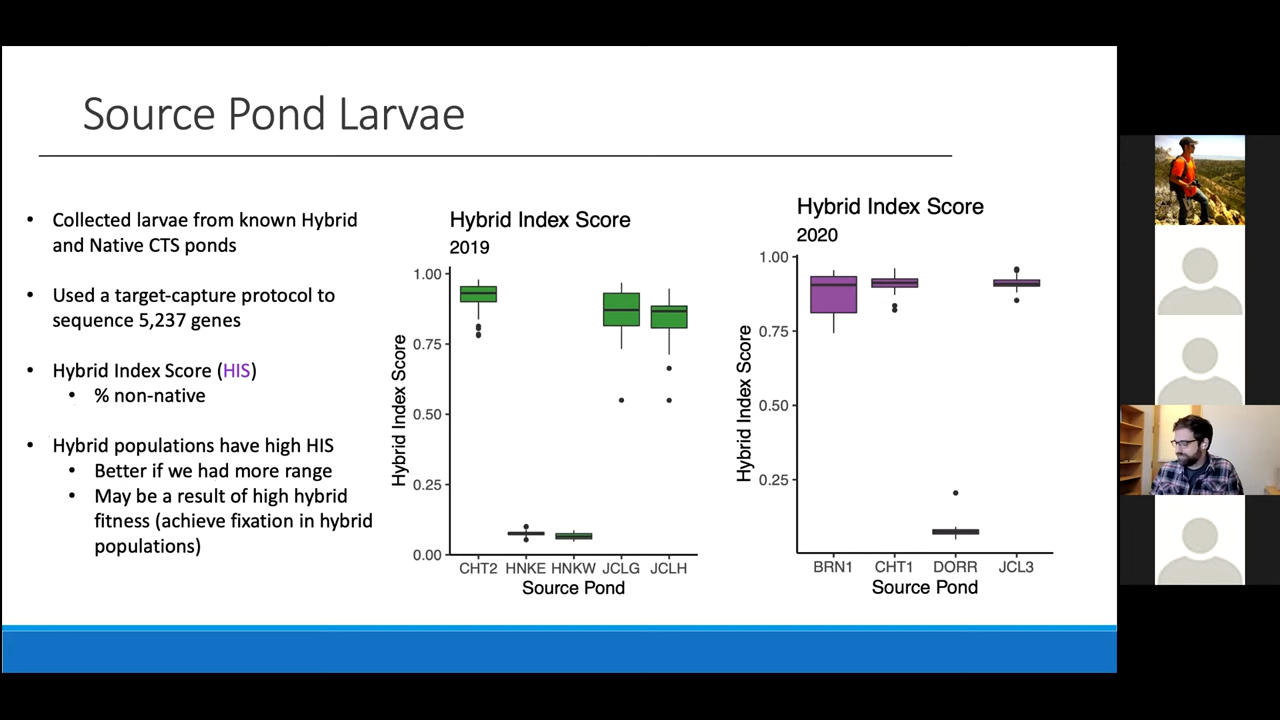 Source Pond Larvae
• Collected larvae from known Hybrid
and Native CTS ponds
• Used a target-capture protocol to
sequence 5,237 genes
• Hybrid Index Score (HIS)
• % non-native
• Hybrid populations have high HIS
• Better if we had more range
• May be a result of high hybrid
fitness (achieve fixation in hybrid
populations)
Hybrid Index Score
2019
Hybrid Index Score
1.00
0.75
0.50
0.25
0.00
CHT2 HNKE HNKW JCLG JCLH
Source Pond
Hybrid Index Score
2020
Hybrid Index Score
1.00
0.75
0.50
0.25
BRN1 CHT1 DORR JCL3
Source Pond